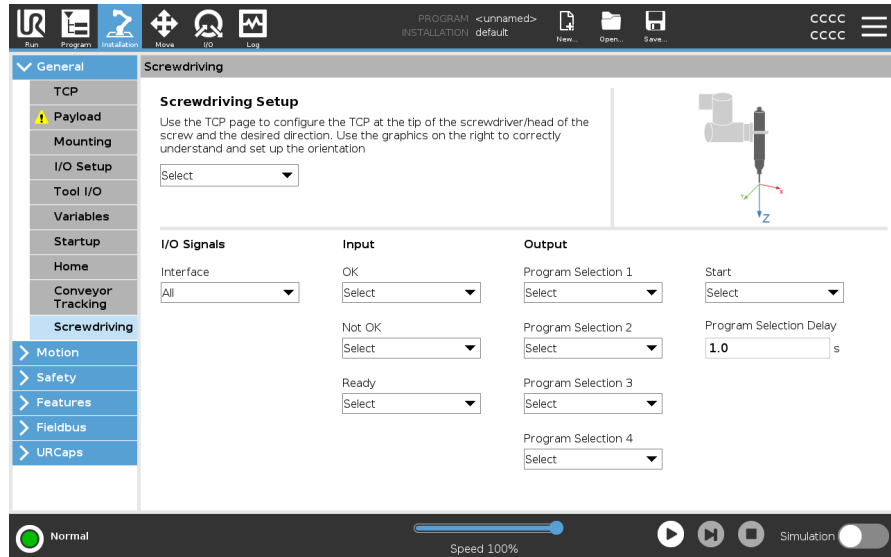 UR
Run
Program
Installation
Move
I/O
Log
PROGRAM <unnamed>
INSTALLATION default
New...
Open...
Save...
CCCC
CCCC
General
TCP
Payload
Mounting
I/O Setup
Tool I/O
Variables
Startup
Home
Conveyor
Tracking
Screwdriving
Motion
Safety
Features
Fieldbus
URCaps
Screwdriving
Screwdriving Setup
Use the TCP page to configure the TCP at the tip of the screwdriver/head of the
screw and the desired direction. Use the graphics on the right to correctly
understand and set up the orientation
Select
Z
I/O Signals
Interface
All
Input
OK
Select
Not OK
Select
Ready
Select
Output
Program Selection 1
Select
Program Selection 2
Select
Program Selection 3
Select
Program Selection 4
Select
Start
Select
Program Selection Delay
1.0 s
Normal
Speed 100%
Simulation